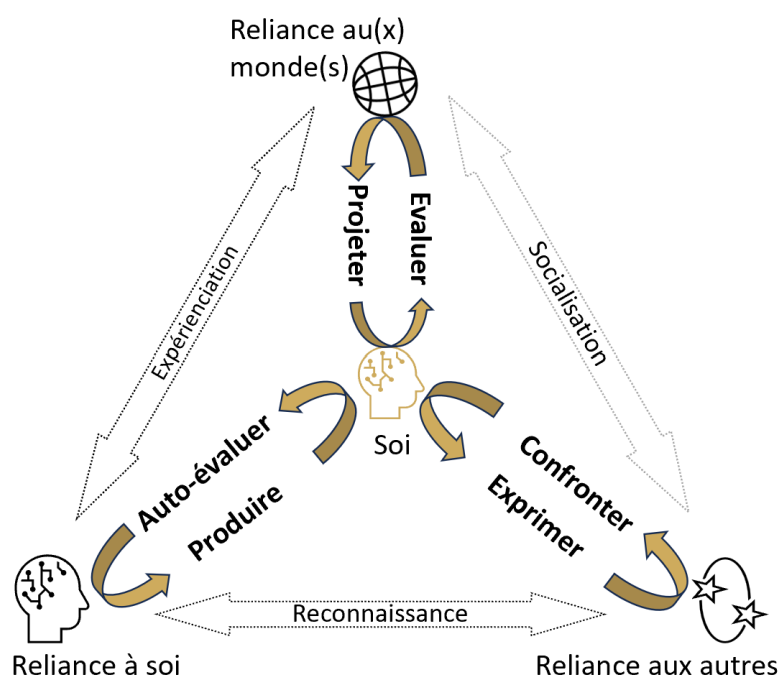 Reliance au(x)
monde(s)
Projeter
Evaluer
Expérienciation
Socialisation
Soi
Auto-évaluer
Produire
Confronter
Exprimer
Reconnaissance
Reliance à soi
Reliance aux autres